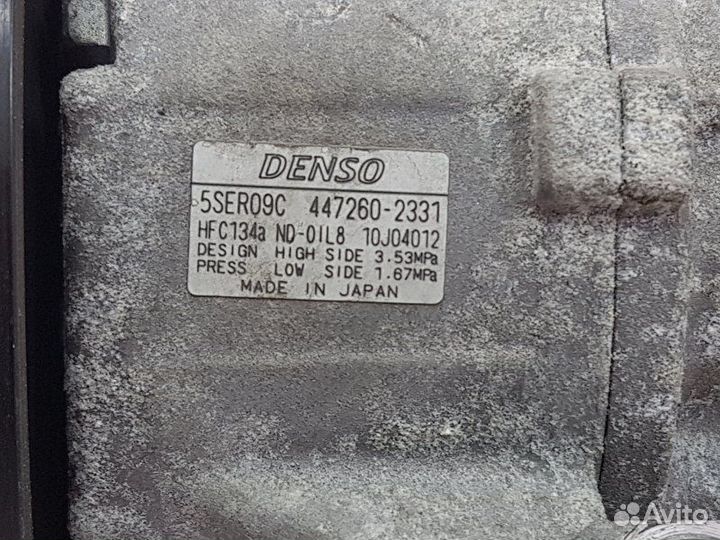 DENSO
5SER09C 447260-2331
HFC134a ND-OIL8 10J04012
DESIGN HIGH SIDE 3.53MPa
PRESS LOW SIDE 1.67MPa
MADE IN JAPAN
Avito